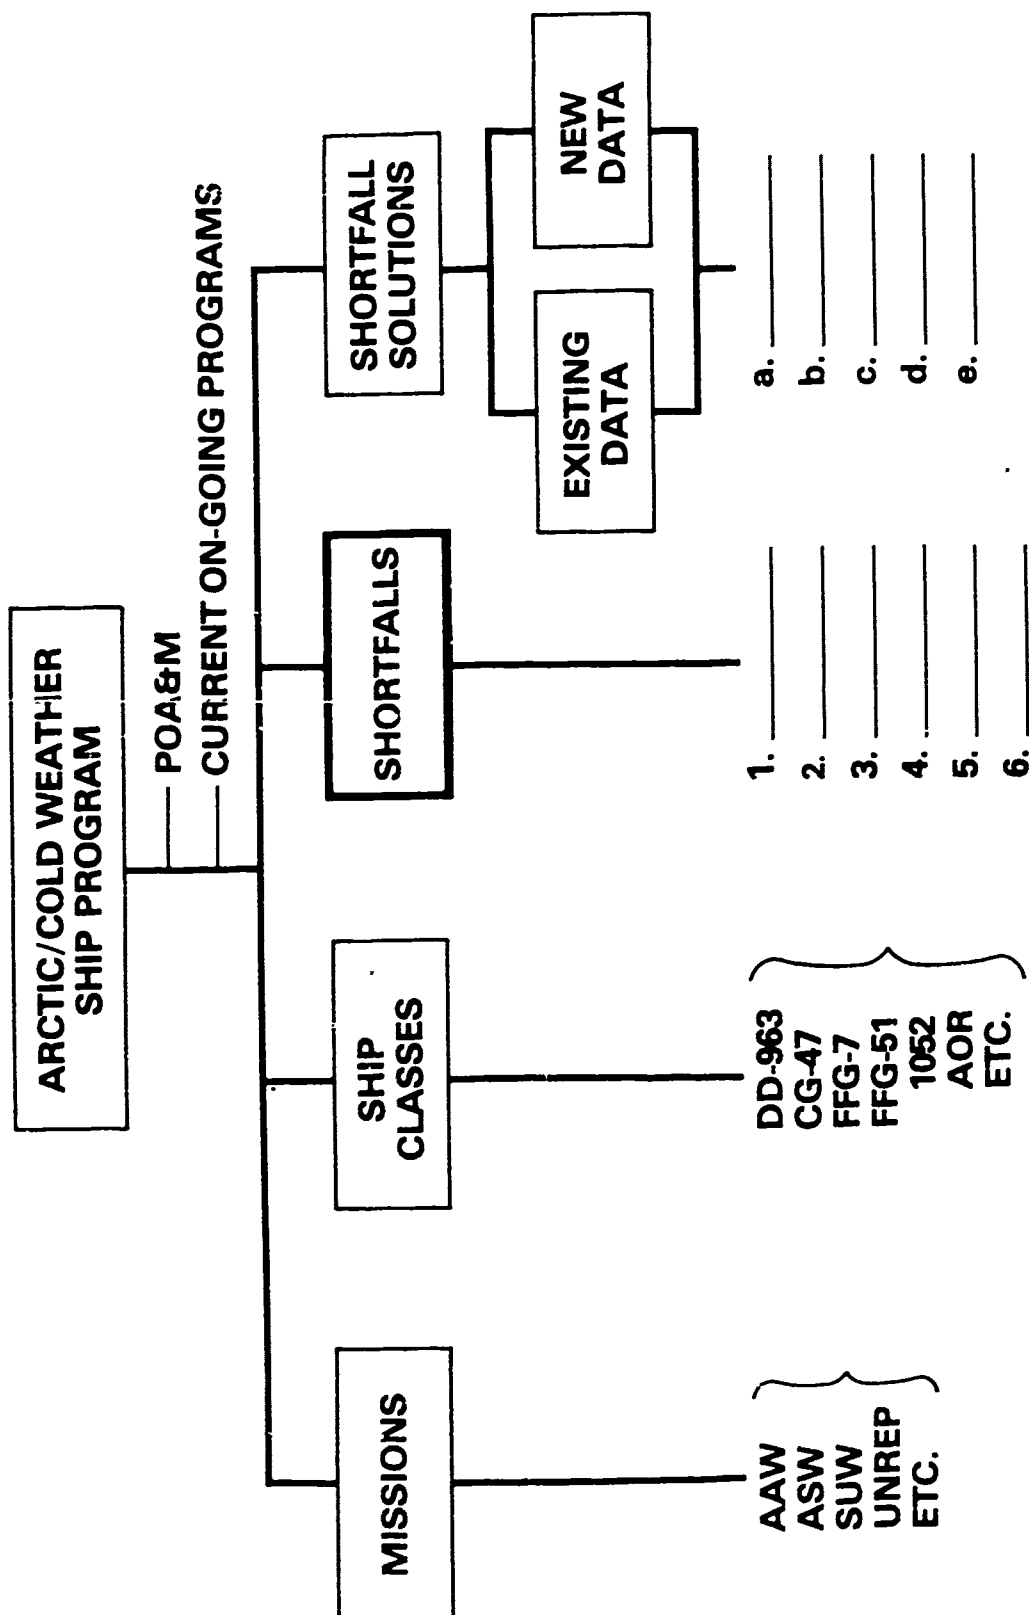 ARCTIC/COLD WEATHER
SHIP PROGRAM
POA&M
CURRENT ON-GOING PROGRAMS
MISSIONS
AAW
ASW
SUW
UNREP
ETC.
SHIP
CLASSES
DD-963
CG-47
FFG-7
FFG-51
1052
AOR
ETC.
SHORTFALLS
1.
2.
3.
4.
5.
6.
SHORTFALL
SOLUTIONS
EXISTING
DATA
NEW
DATA
a.
b.
c.
d.
e.